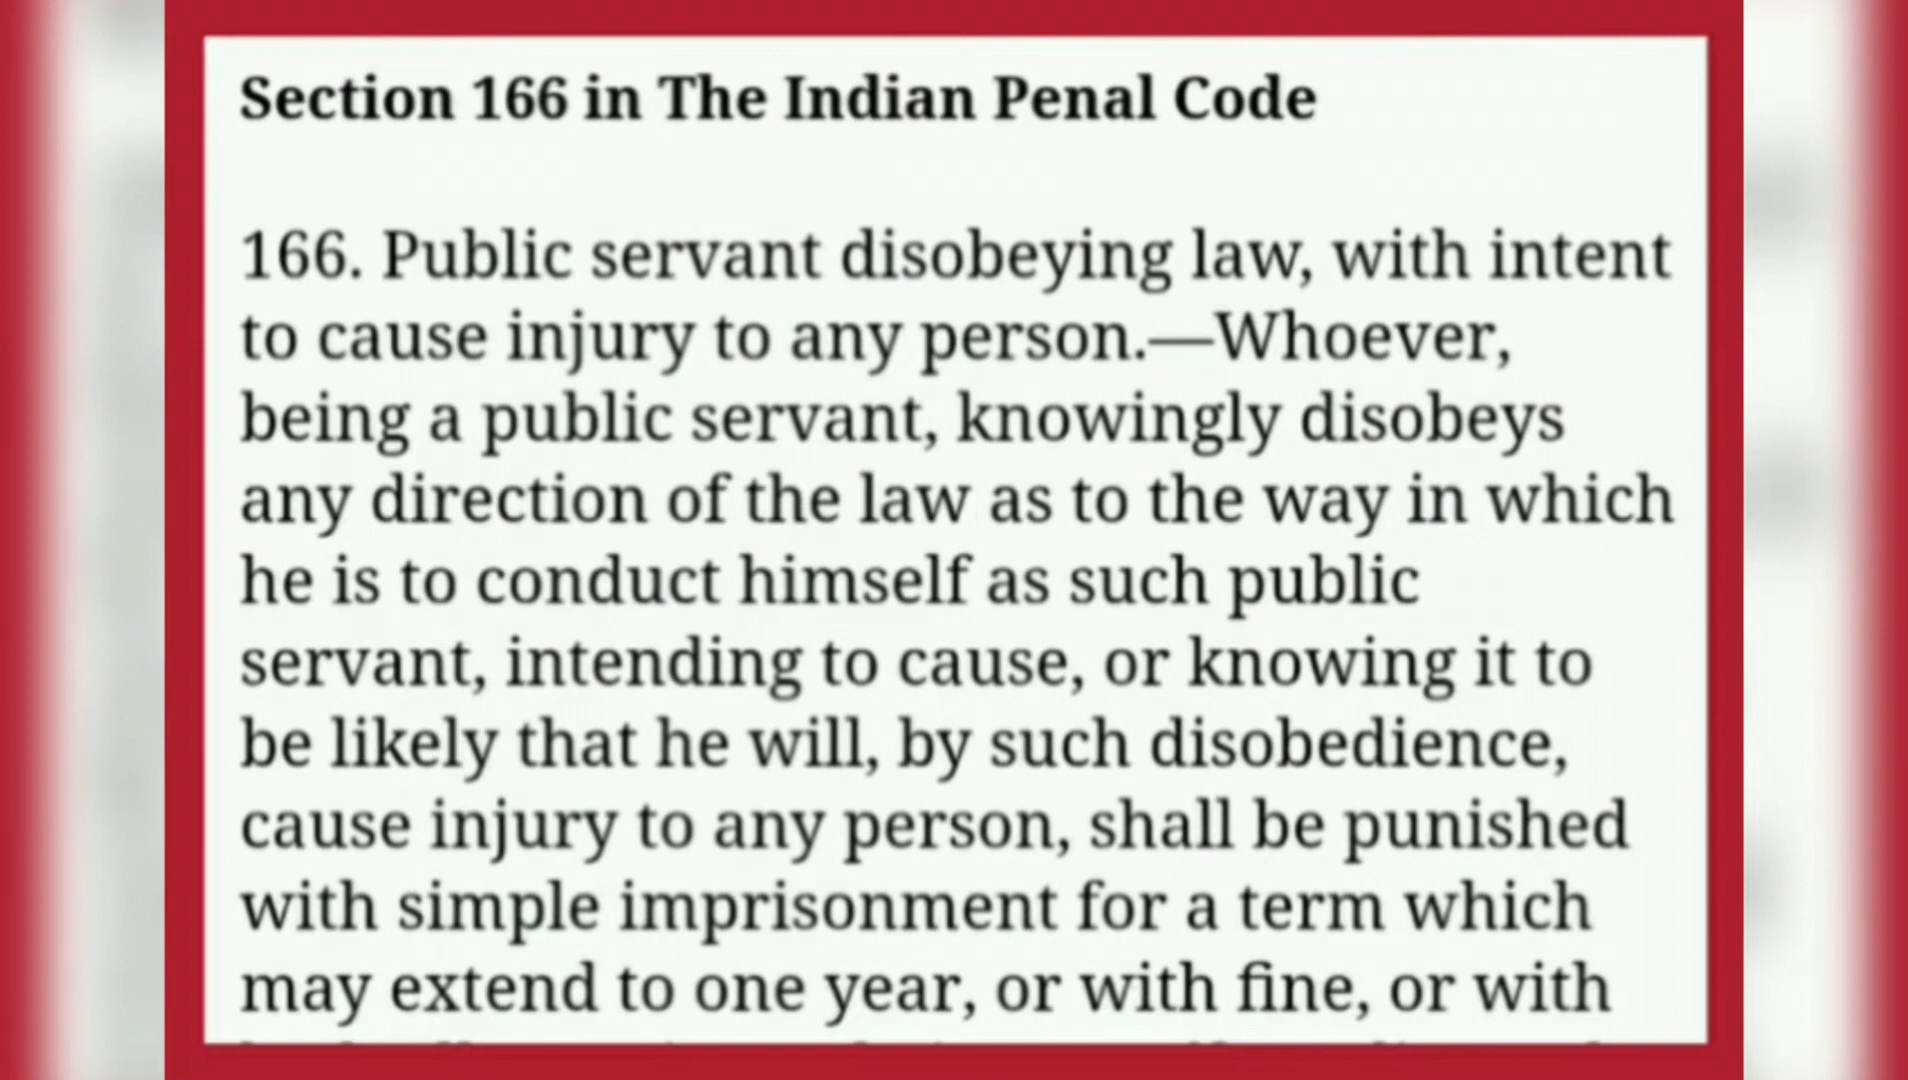 Section 166 in The Indian Penal Code
166. Public servant disobeying law, with intent
to cause injury to any person.—Whoever,
being a public servant, knowingly disobeys
any direction of the law as to the way in which
he is to conduct himself as such public
servant, intending to cause, or knowing it to
be likely that he will, by such disobedience,
cause injury to any person, shall be punished
with simple imprisonment for a term which
may extend to one year, or with fine, or with